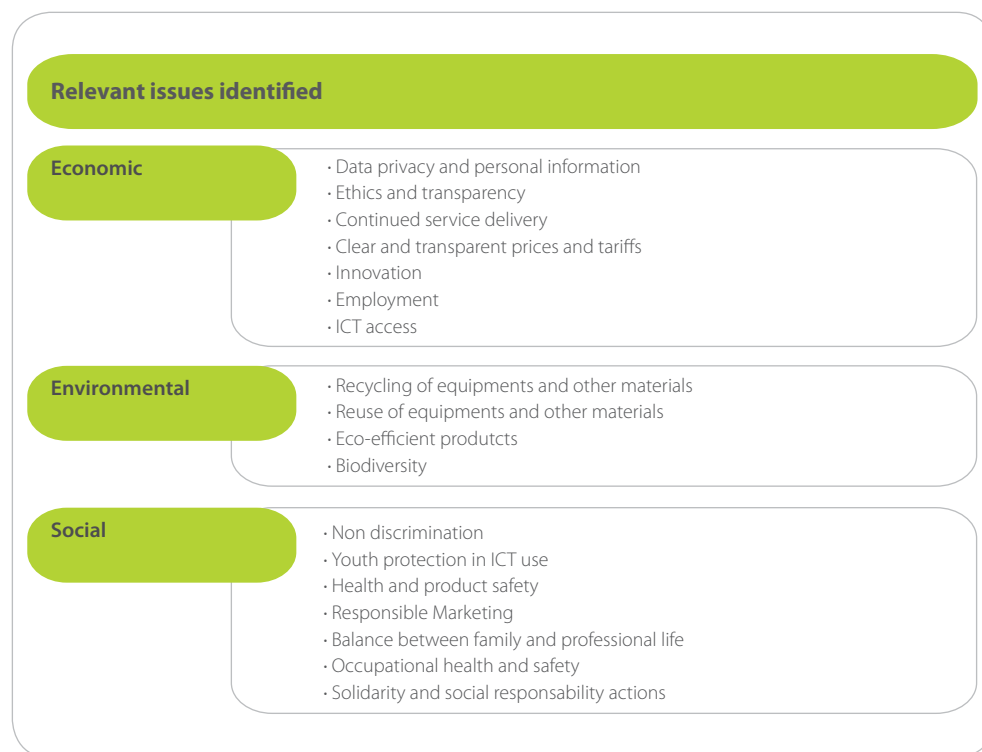 Relevant issues identified
Economic
· Data privacy and personal information
· Ethics and transparency
· Continued service delivery
· Clear and transparent prices and tariffs
· Innovation
· Employment
· ICT access
Environmental
· Recycling of equipments and other materials
· Reuse of equipments and other materials
· Eco-efficient produtcts
· Biodiversity
Social
· Non discrimination
· Youth protection in ICT use
· Health and product safety
· Responsible Marketing
· Balance between family and professional life
· Occupational health and safety
· Solidarity and social responsability actions